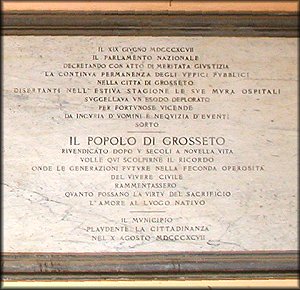 IL XIX GIVGNO MDCCCXCVII
IL PARLAMENTO NAZIONALE
DECRETANDO CON ATTO DI MERITATA GIVSTIZIA
LA CONTINVA PERMANENZA DEGLI VFFICI PVBBLICI
NELLA CITTÀ DI GROSSETO
DISERTANTI NELL'ESTIVA STAGIONE LE SVE MVRA OSPITALI
SVGGELLAVA VN ESODO DEPLORATO
PER FORTVNOSE VICENDE
DA INCVRIA D'VOMINI E NEQVIZIA D'EVENTI
SORTO
IL POPOLO DI GROSSETO
RIVENDICATO DOPO V SECOLI A NOVELLA VITA
VOLLE QVI SCOLPIRNE IL RICORDO
ONDE LE GENERAZIONI FVTVRE NELLA FECONDA OPEROSITÀ
DEL VIVERE CIVILE
RAMMENTASSERO
QVANTO POSSANO LA VIRTV DEL SACRIFICIO
L'AMORE AL LVOGO NATIVO
IL MVNICIPIO
PLAVDENTE LA CITTADINANZA
NEL X AGOSTO MDCCCXCVII